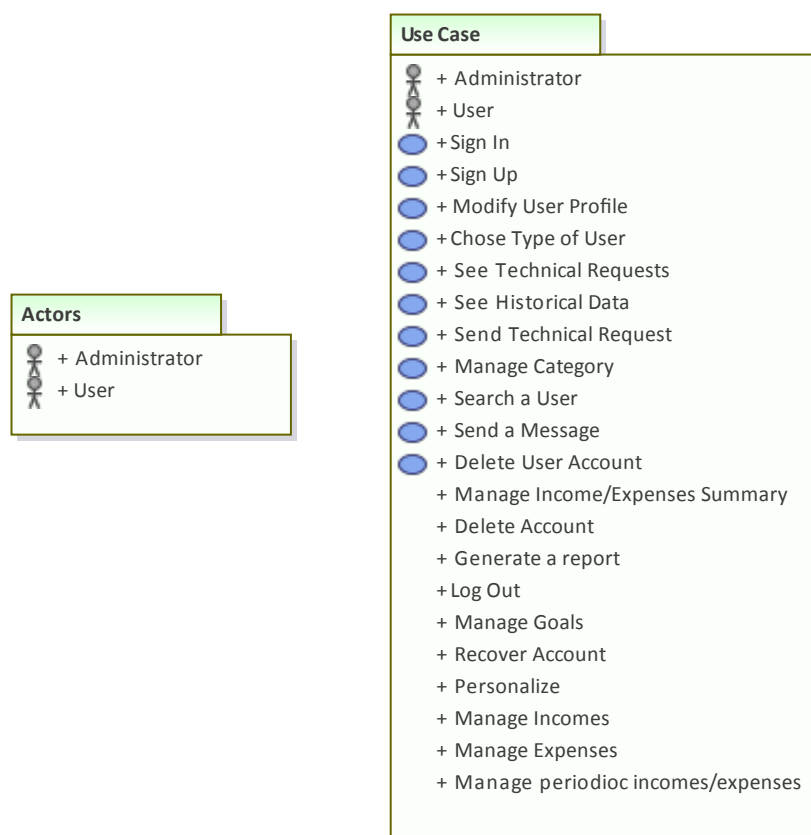 Actors
+ Administrator
+ User
Use Case
+ Administrator
+ User
+ Sign In
+ Sign Up
+ Modify User Profile
+ Chose Type of User
+ See Technical Requests
+ See Historical Data
+ Send Technical Request
+ Manage Category
+ Search a User
+ Send a Message
+ Delete User Account
+ Manage Income/Expenses Summary
+ Delete Account
+ Generate a report
+ Log Out
+ Manage Goals
+ Recover Account
+ Personalize
+ Manage Incomes
+ Manage Expenses
+ Manage periodioc incomes/expenses